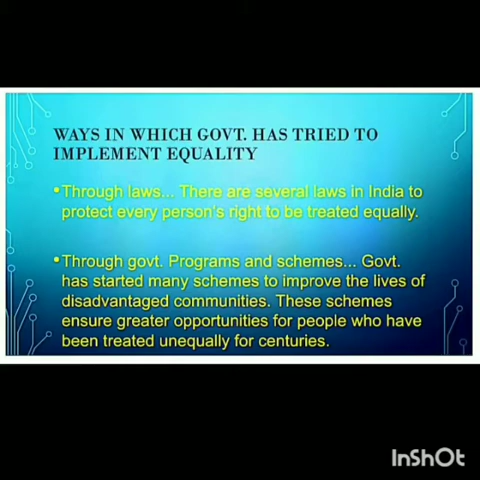 WAYS IN WHICH GOVT. HAS TRIED TO
IMPLEMENT EQUALITY
•Through laws... There are several laws in India to
protect every person's right to be treated equally.
•Through govt. Programs and schemes... Govt.
has started many schemes to improve the lives of
disadvantaged communities. These schemes
ensure greater opportunities for people who have
been treated unequally for centuries.
InShOt